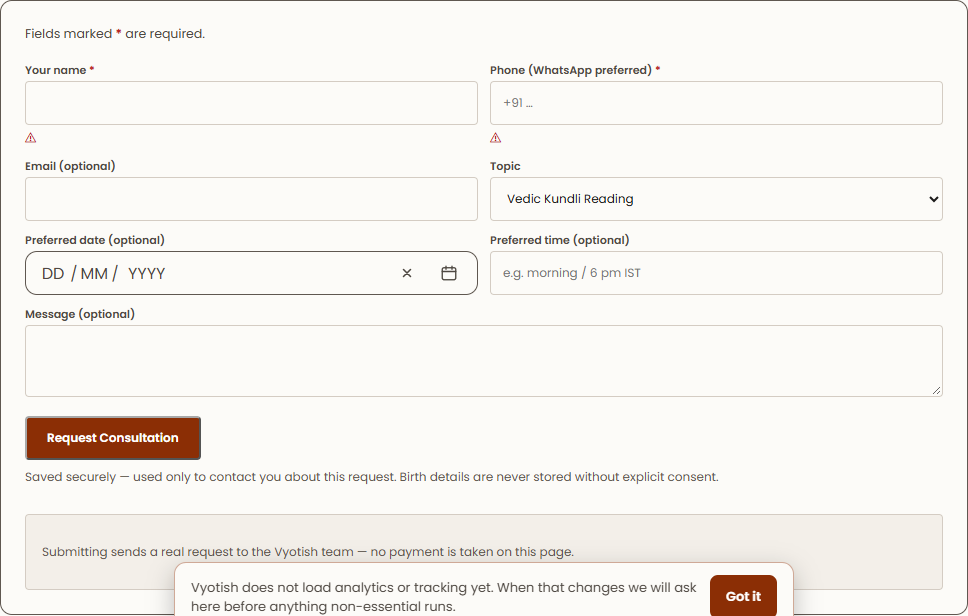 Fields marked * are required.
Your name *
Phone (WhatsApp preferred) *
+91 …
Email (optional)
Topic
Vedic Kundli Reading
Preferred date (optional)
Preferred time (optional)
DD / MM / YYYY
e.g. morning / 6 pm IST
Message (optional)
Request Consultation
Saved securely — used only to contact you about this request. Birth details are never stored without explicit consent.
Submitting sends a real request to the Vyotish team — no payment is taken on this page.
Vyotish does not load analytics or tracking yet. When that changes we will ask
here before anything non-essential runs.
Got it